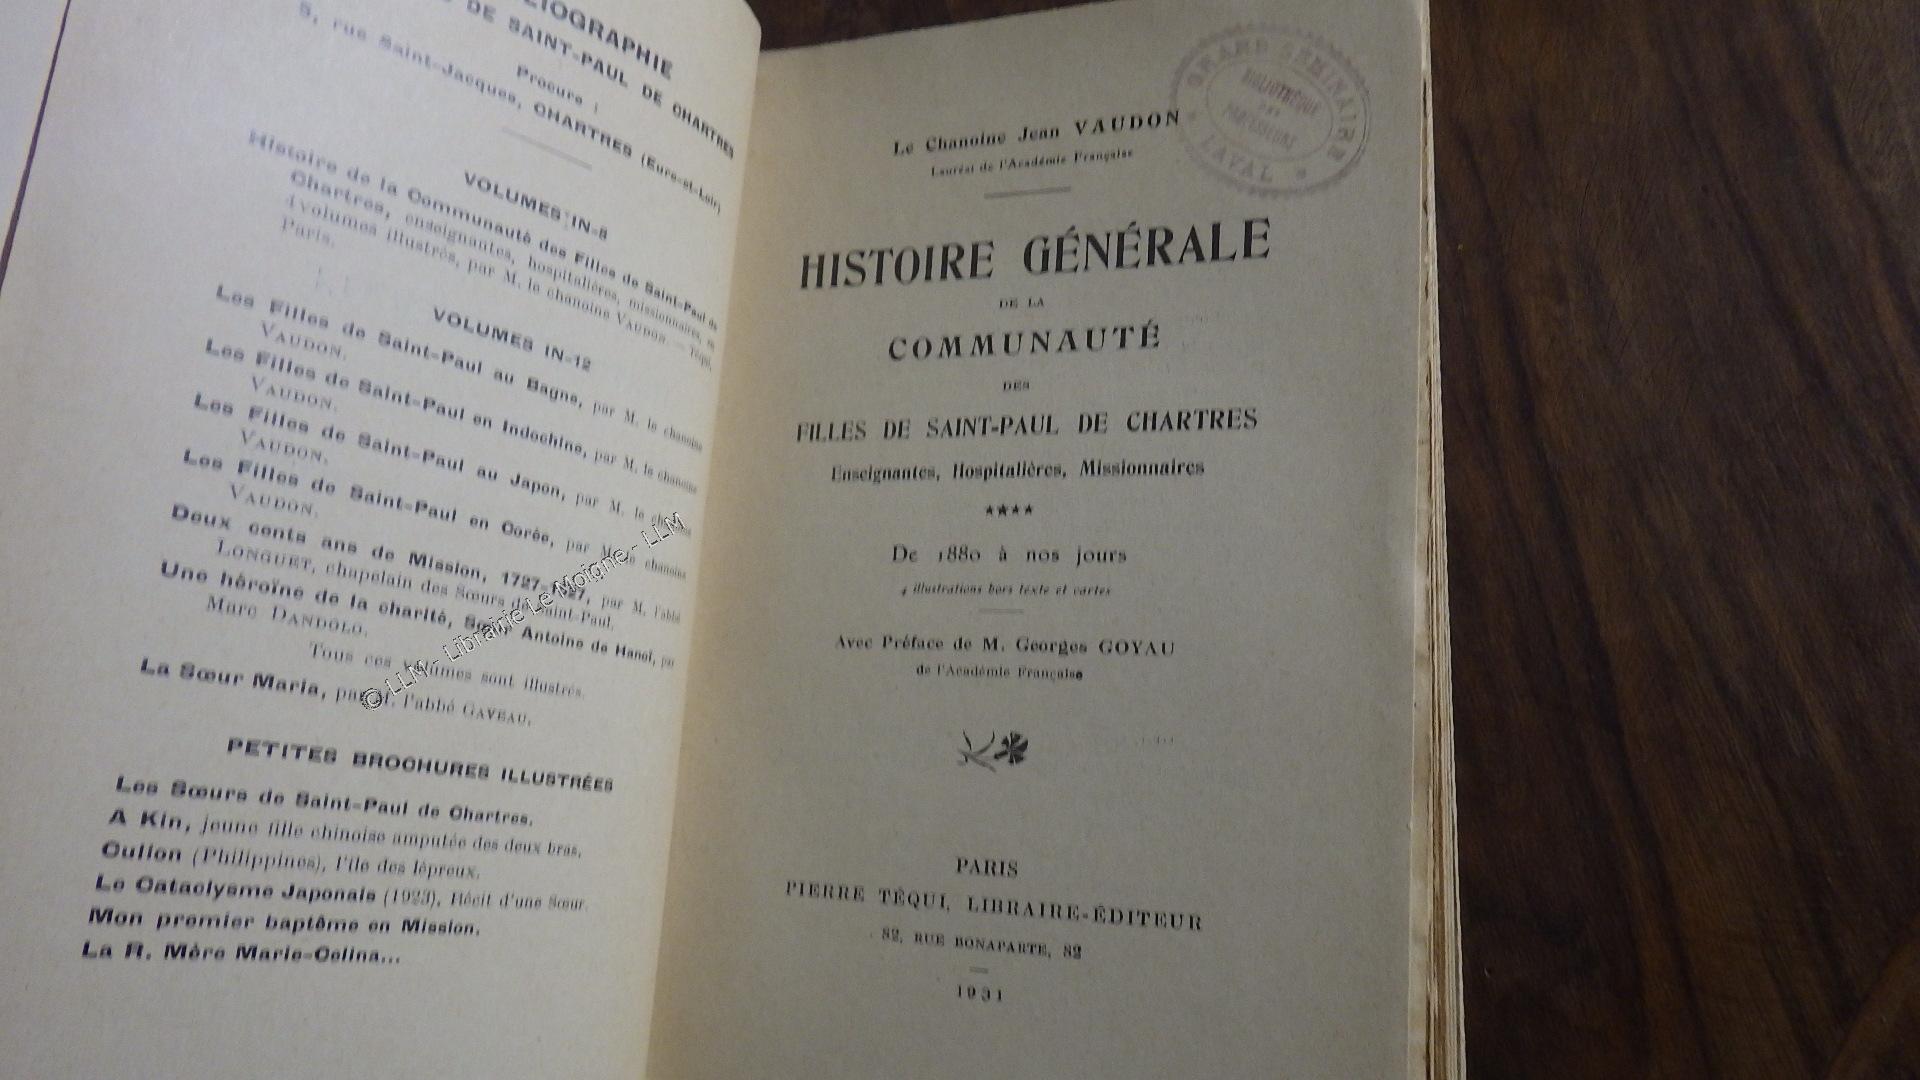 BIBLIOGRAPHIE
DE SAINT-PAUL DE CHARTRES
Procure :
5, rue Saint-Jacques, CHARTRES (Eure-et-Loir)
VOLUMES IN-8
Histoire de la Communauté des Filles de Saint-Paul de
Chartres, enseignantes, hospitalières, missionnaires, en
4 volumes illustrés, par M. le chanoine VAUDON. — Téqui,
Paris.
VOLUMES IN-12
Les Filles de Saint-Paul au Bagne, par M. le chanoine
VAUDON.
Les Filles de Saint-Paul en Indochine, par M. le chanoine
VAUDON.
Les Filles de Saint-Paul au Japon, par M. le chanoine
VAUDON.
Les Filles de Saint-Paul en Corée, par M. le chanoine
VAUDON.
Deux cents ans de Mission, 1727-1927, par M. l'abbé
LONGUET, chapelain des Sœurs de Saint-Paul.
Une héroïne de la charité, Sœur Antoine de Hanoï, par
Marc DANDOLO.
Tous ces volumes sont illustrés.
La Sœur Maria, par M. l'abbé GAVEAU.
PETITES BROCHURES ILLUSTRÉES
Les Sœurs de Saint-Paul de Chartres.
A Kin, jeune fille chinoise amputée des deux bras.
Culion (Philippines), l'île des lépreux.
Le Cataclysme Japonais (1923), Récit d'une Sœur.
Mon premier baptême en Mission.
La R. Mère Marie-Celina...
© LLM - Librairie Le Moigne - LLM
GRAND SÉMINAIRE
BIBLIOTHÈQUE
DES
PROFESSEURS
* LAVAL *
Le Chanoine Jean VAUDON
Lauréat de l'Académie Française
HISTOIRE GÉNÉRALE
DE LA
COMMUNAUTÉ
DES
FILLES DE SAINT-PAUL DE CHARTRES
Enseignantes, Hospitalières, Missionnaires
****
De 1880 à nos jours
4 illustrations hors texte et cartes
Avec Préface de M. Georges GOYAU
de l'Académie Française
PARIS
PIERRE TÉQUI, LIBRAIRE-ÉDITEUR
82, RUE BONAPARTE, 82
1931